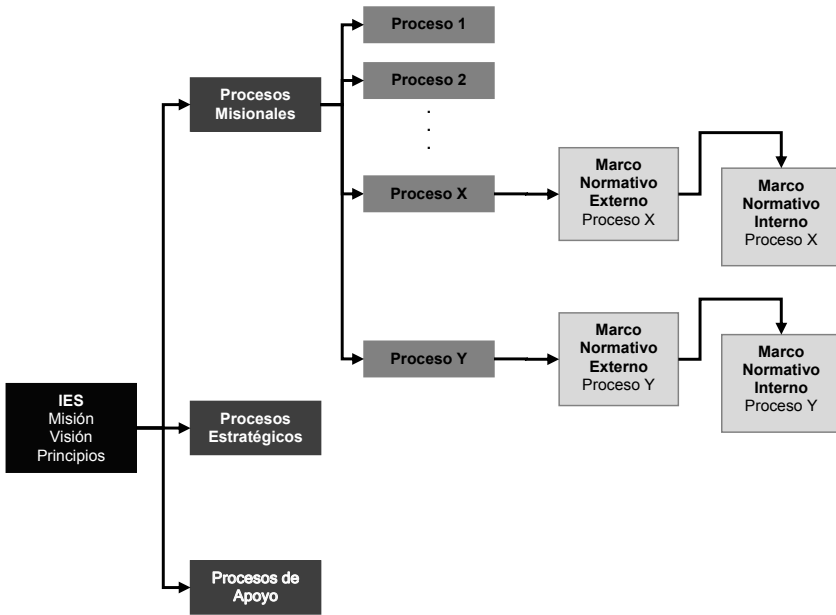 Proceso 1
Proceso 2
Procesos
Misionales
.
.
.
Proceso X
Marco
Normativo
Externo
Proceso X
Marco
Normativo
Interno
Proceso X
Proceso Y
Marco
Normativo
Externo
Proceso Y
Marco
Normativo
Interno
Proceso Y
IES
Misión
Visión
Principios
Procesos
Estratégicos
Procesos de
Apoyo